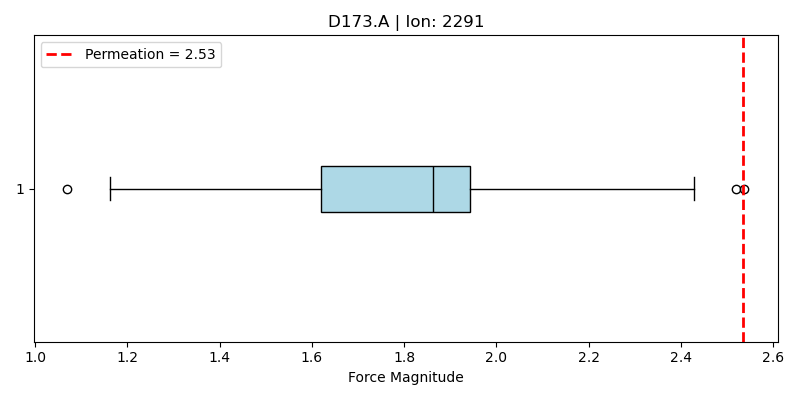 D173.A | Ion: 2291
Permeation = 2.53
1
1.0 1.2 1.4 1.6 1.8 2.0 2.2 2.4 2.6
Force Magnitude